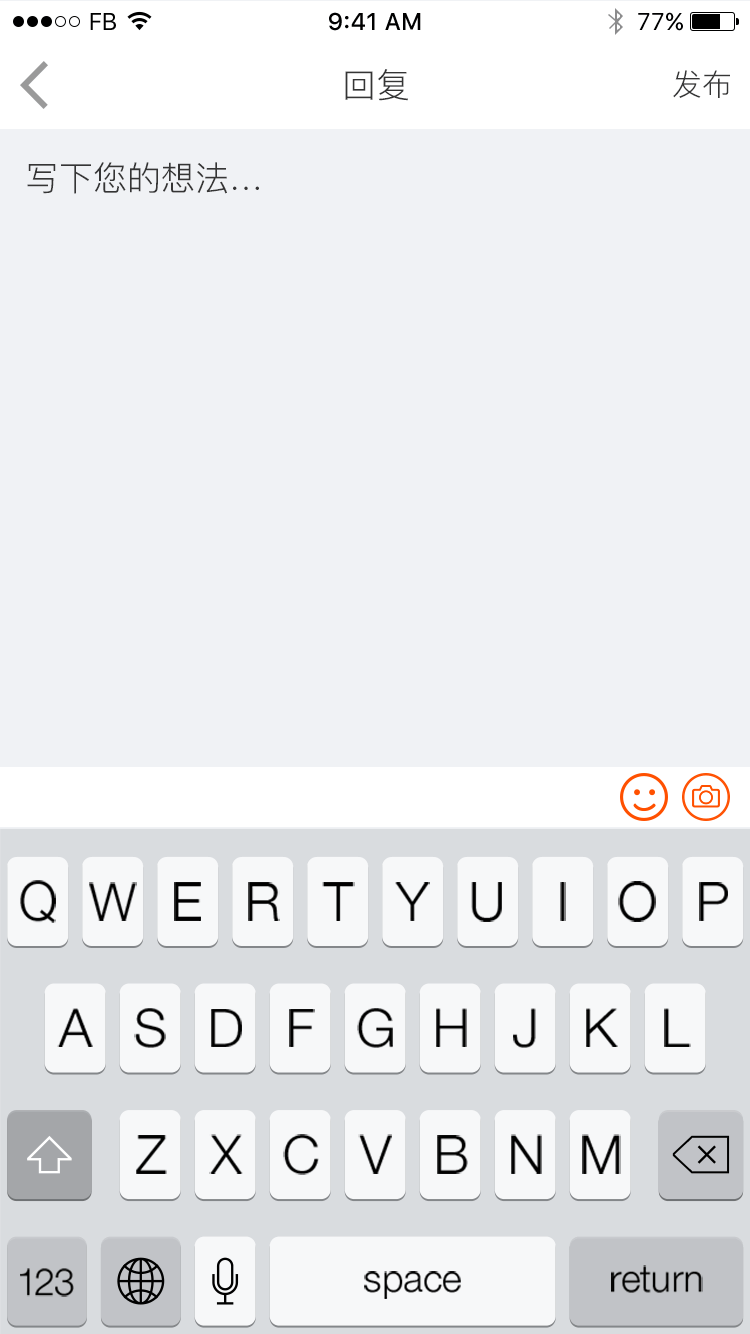 FB 9:41 AM 77%
回复 发布
写下您的想法...
Q W E R T Y U I O P
A S D F G H J K L
Z X C V B N M
123 space return